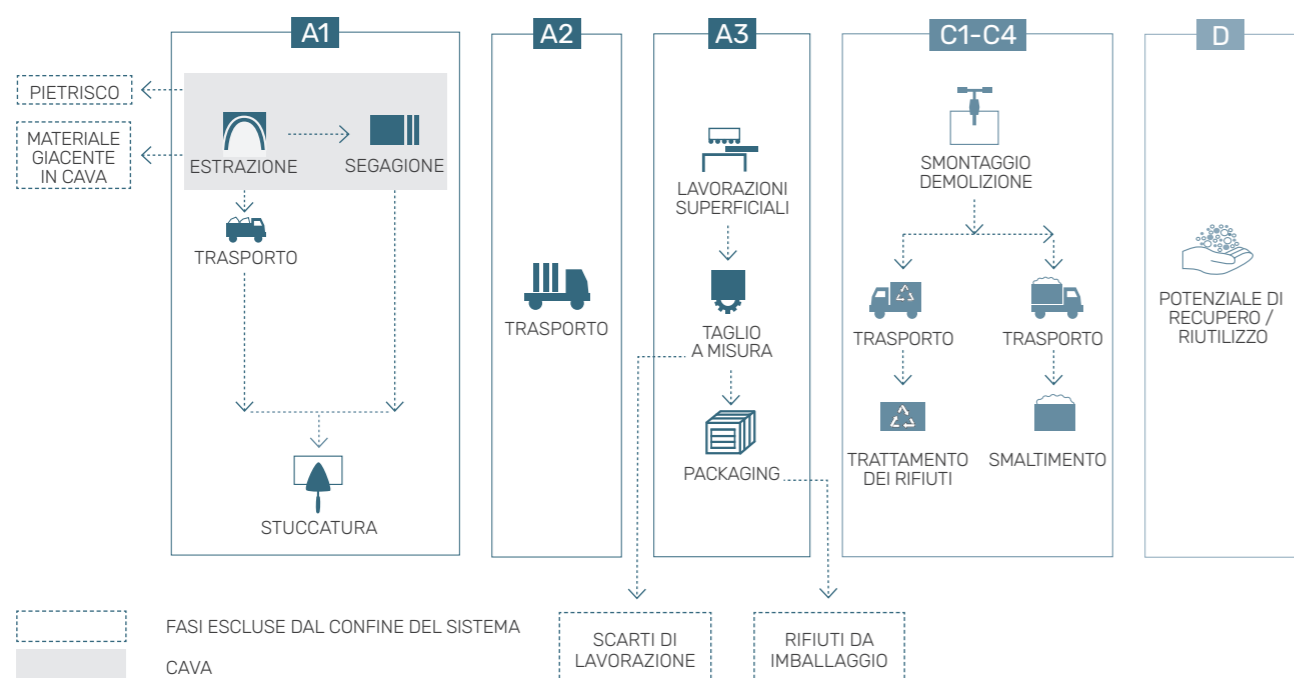 A1
A2
A3
C1-C4
D
PIETRISCO
MATERIALE
GIACENTE
IN CAVA
ESTRAZIONE
SEGAGIONE
TRASPORTO
STUCCATURA
TRASPORTO
LAVORAZIONI
SUPERFICIALI
TAGLIO
A MISURA
PACKAGING
SMONTAGGIO
DEMOLIZIONE
TRASPORTO
TRASPORTO
TRATTAMENTO
DEI RIFIUTI
SMALTIMENTO
POTENZIALE DI
RECUPERO /
RIUTILIZZO
SCARTI DI
LAVORAZIONE
RIFIUTI DA
IMBALLAGGIO
FASI ESCLUSE DAL CONFINE DEL SISTEMA
CAVA